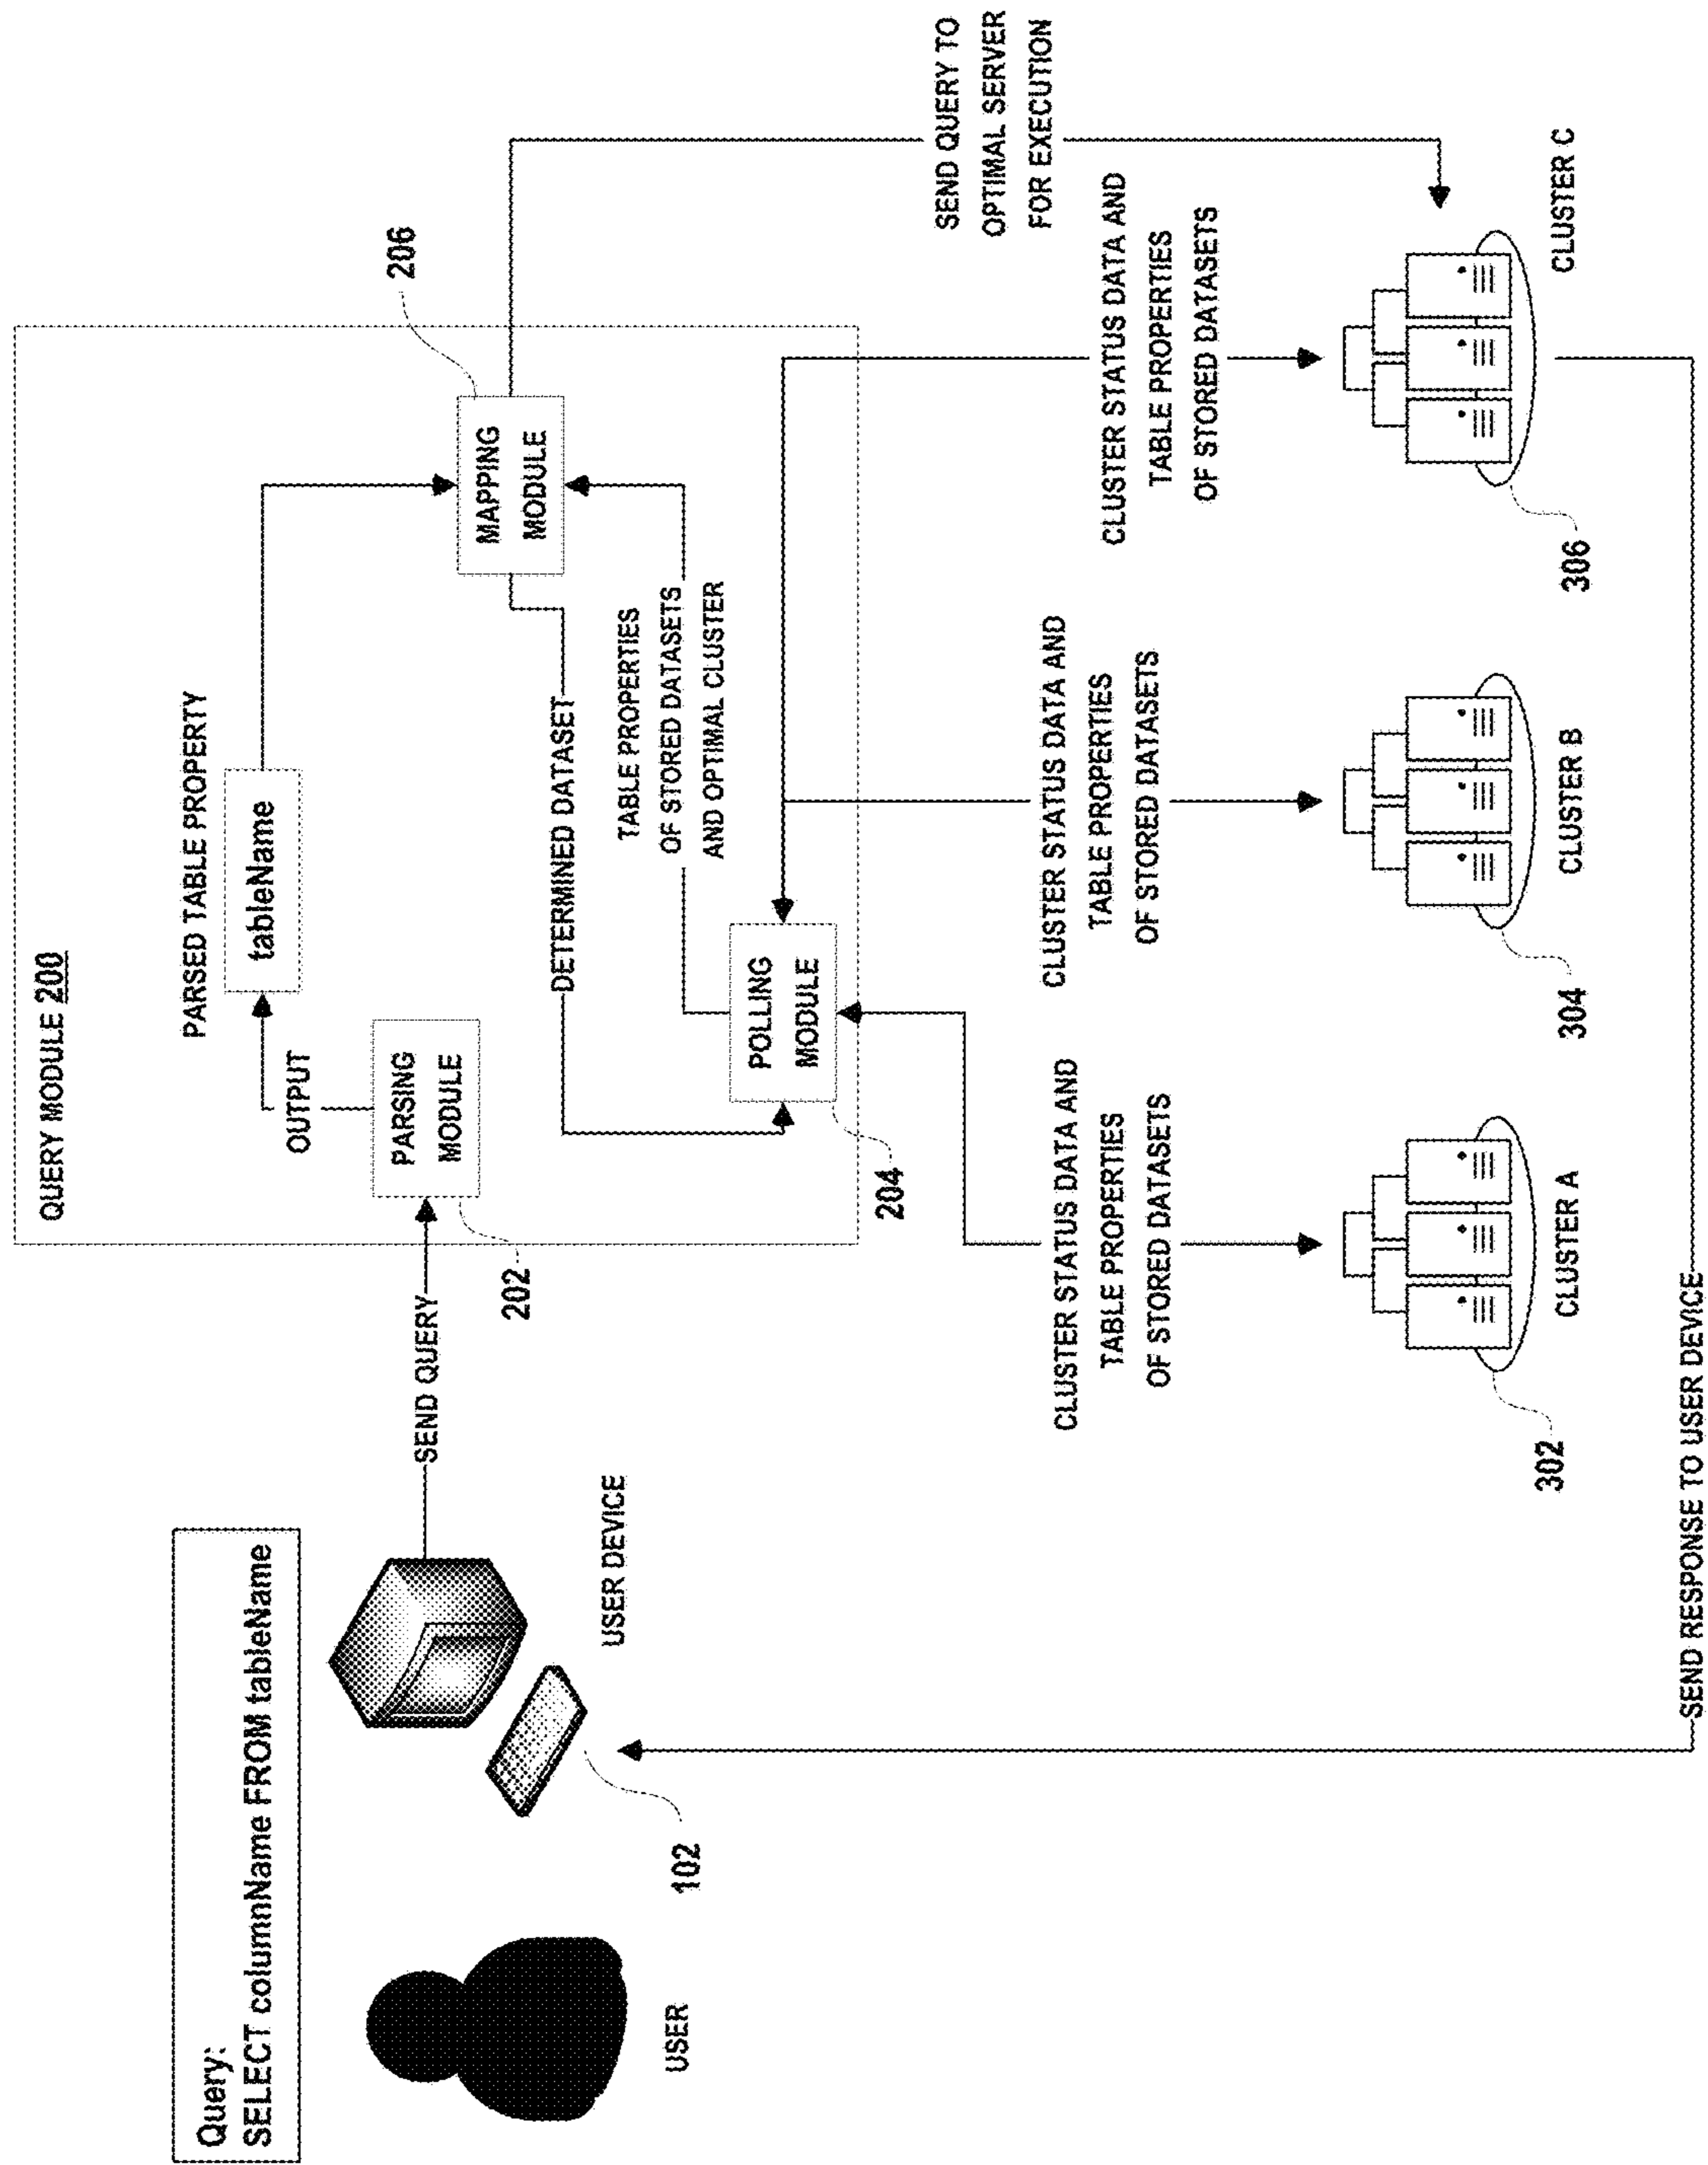 Query:
SELECT columnName FROM tableName
USER
102
USER DEVICE
SEND QUERY
QUERY MODULE 200
202
PARSING
MODULE
OUTPUT
PARSED TABLE PROPERTY
tableName
DETERMINED DATASET
TABLE PROPERTIES
OF STORED DATASETS
AND OPTIMAL CLUSTER
MAPPING
MODULE
206
POLLING
MODULE
204
SEND QUERY TO
OPTIMAL SERVER
FOR EXECUTION
CLUSTER STATUS DATA AND
TABLE PROPERTIES
OF STORED DATASETS
CLUSTER STATUS DATA AND
TABLE PROPERTIES
OF STORED DATASETS
CLUSTER STATUS DATA AND
TABLE PROPERTIES
OF STORED DATASETS
302
CLUSTER A
304
CLUSTER B
306
CLUSTER C
SEND RESPONSE TO USER DEVICE